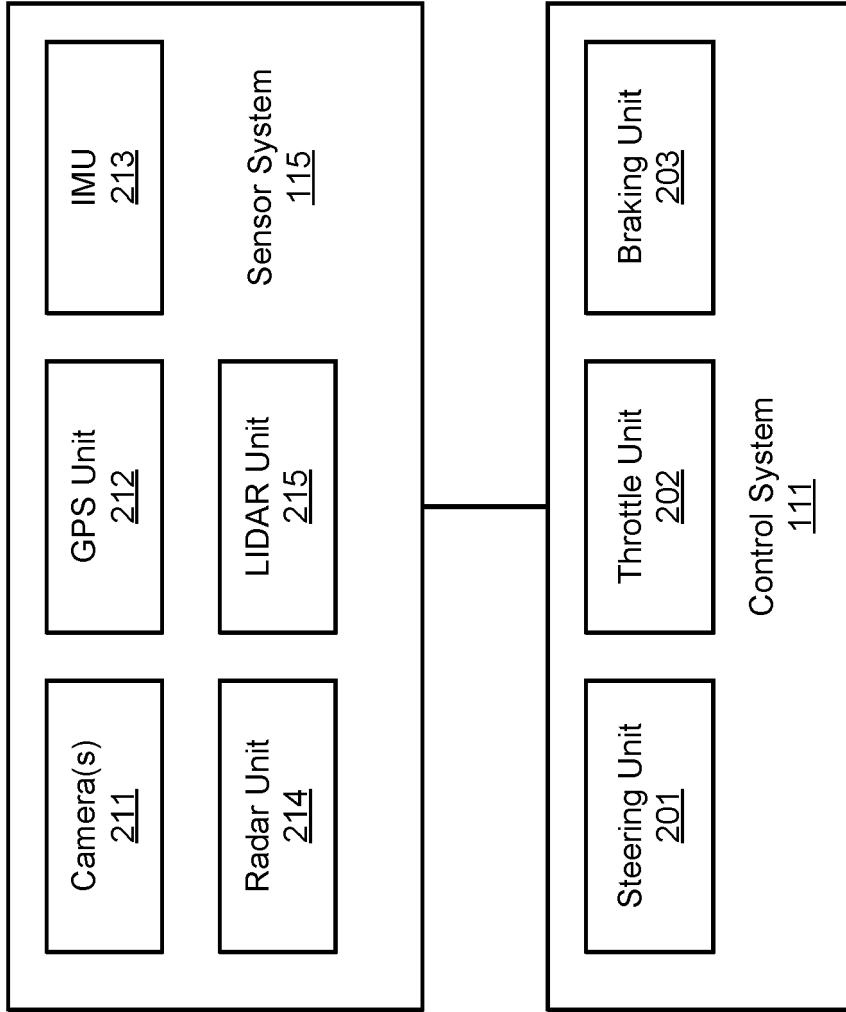 Camera(s)
211
GPS Unit
212
IMU
213
Radar Unit
214
LIDAR Unit
215
Sensor System
115
Steering Unit
201
Throttle Unit
202
Braking Unit
203
Control System
111